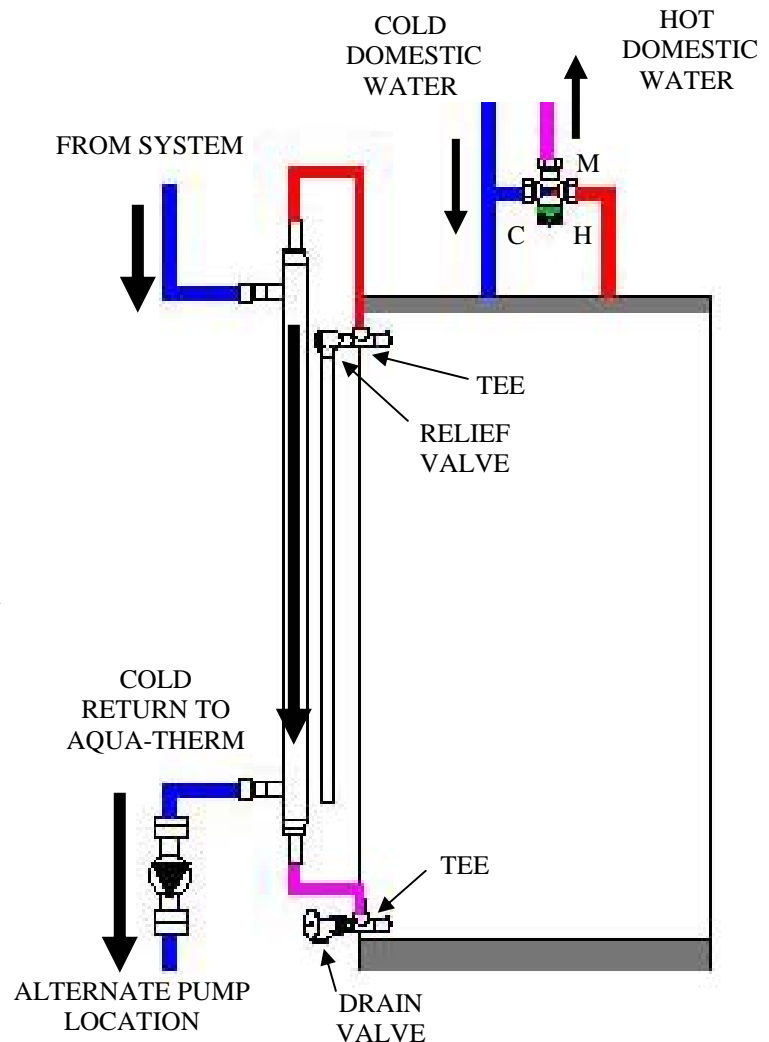 COLD
DOMESTIC
WATER
HOT
DOMESTIC
WATER
FROM SYSTEM
M
C
H
TEE
RELIEF
VALVE
COLD
RETURN TO
AQUA-THERM
TEE
ALTERNATE PUMP
LOCATION
DRAIN
VALVE